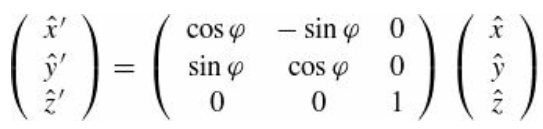 x̂′ cos φ − sin φ 0 x̂
ŷ′ = sin φ cos φ 0 ŷ
ẑ′ 0 0 1 ẑ